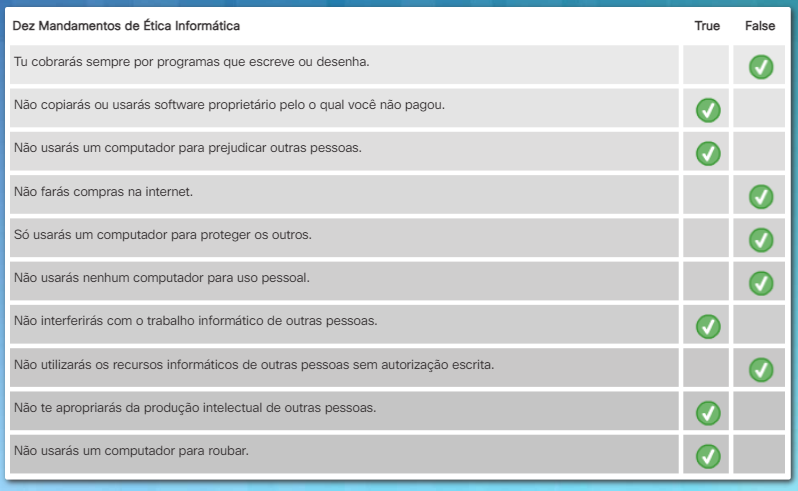 Dez Mandamentos de Ética Informática True False
Tu cobrarás sempre por programas que escreve ou desenha.
Não copiarás ou usarás software proprietário pelo o qual você não pagou.
Não usarás um computador para prejudicar outras pessoas.
Não farás compras na internet.
Só usarás um computador para proteger os outros.
Não usarás nenhum computador para uso pessoal.
Não interferirás com o trabalho informático de outras pessoas.
Não utilizarás os recursos informáticos de outras pessoas sem autorização escrita.
Não te apropriarás da produção intelectual de outras pessoas.
Não usarás um computador para roubar.